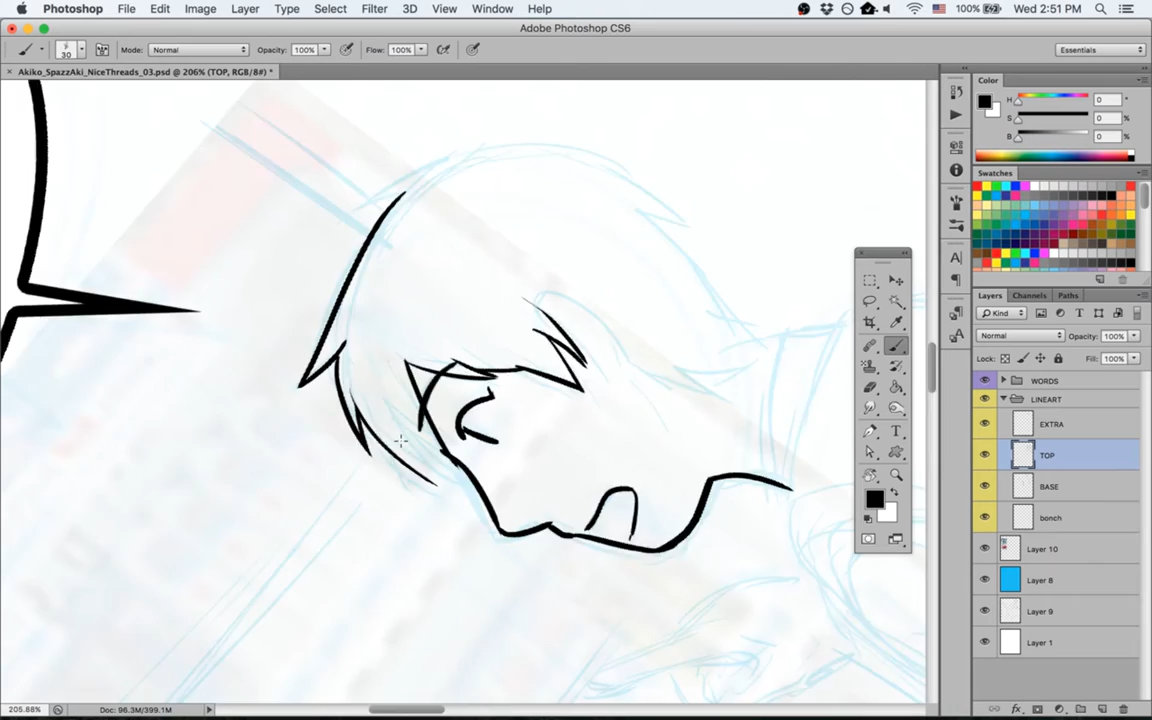 Photoshop File Edit Image Layer Type Select Filter 3D View Window Help 100% Wed 2:51 PM
Adobe Photoshop CS6
30 Mode: Normal Opacity: 100% Flow: 100% Essentials
× Akiko_SpazzAki_NiceThreads_03.psd @ 206% (TOP, RGB/8#) *
Color
H 0 °
S 0 %
B 0 %
Swatches
Layers Channels Paths
Kind
Normal Opacity: 100%
Lock: Fill: 100%
WORDS
LINEART
EXTRA
TOP
BASE
bonch
Layer 10
Layer 8
Layer 9
Layer 1
205.88% Doc: 96.3M/399.1M